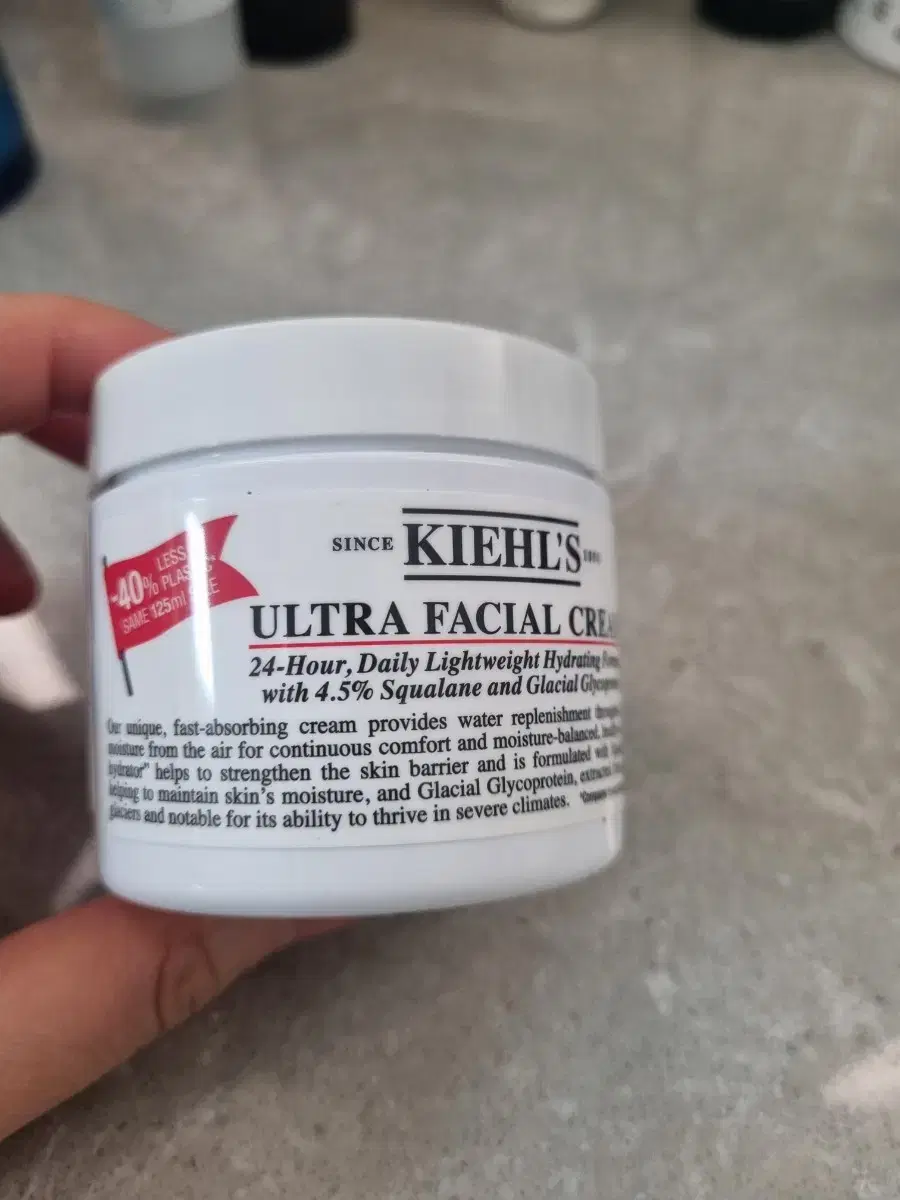 -40% LESS PLASTIC*
SAME 125ml SIZE
SINCE KIEHL'S
ULTRA FACIAL
24-Hour, Daily Lightweight Hydrating
with 4.5% Squalane and Glacial
Our unique, fast-absorbing cream provides water replenishment
moisture from the air for continuous comfort and moisture-balanced,
hydrator" helps to strengthen the skin barrier and is formulated with
helping to maintain skin's moisture, and Glacial Glycoprotein,
glaciers and notable for its ability to thrive in severe climates.